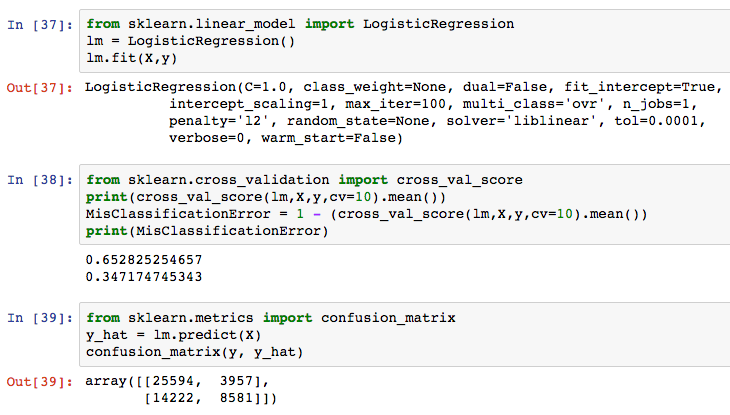 In [37]: from sklearn.linear_model import LogisticRegression
lm = LogisticRegression()
lm.fit(X,y)
Out[37]: LogisticRegression(C=1.0, class_weight=None, dual=False, fit_intercept=True,
intercept_scaling=1, max_iter=100, multi_class='ovr', n_jobs=1,
penalty='l2', random_state=None, solver='liblinear', tol=0.0001,
verbose=0, warm_start=False)
In [38]: from sklearn.cross_validation import cross_val_score
print(cross_val_score(lm,X,y,cv=10).mean())
MisClassificationError = 1 - (cross_val_score(lm,X,y,cv=10).mean())
print(MisClassificationError)
0.652825254657
0.347174745343
In [39]: from sklearn.metrics import confusion_matrix
y_hat = lm.predict(X)
confusion_matrix(y, y_hat)
Out[39]: array([[25594, 3957],
[14222, 8581]])